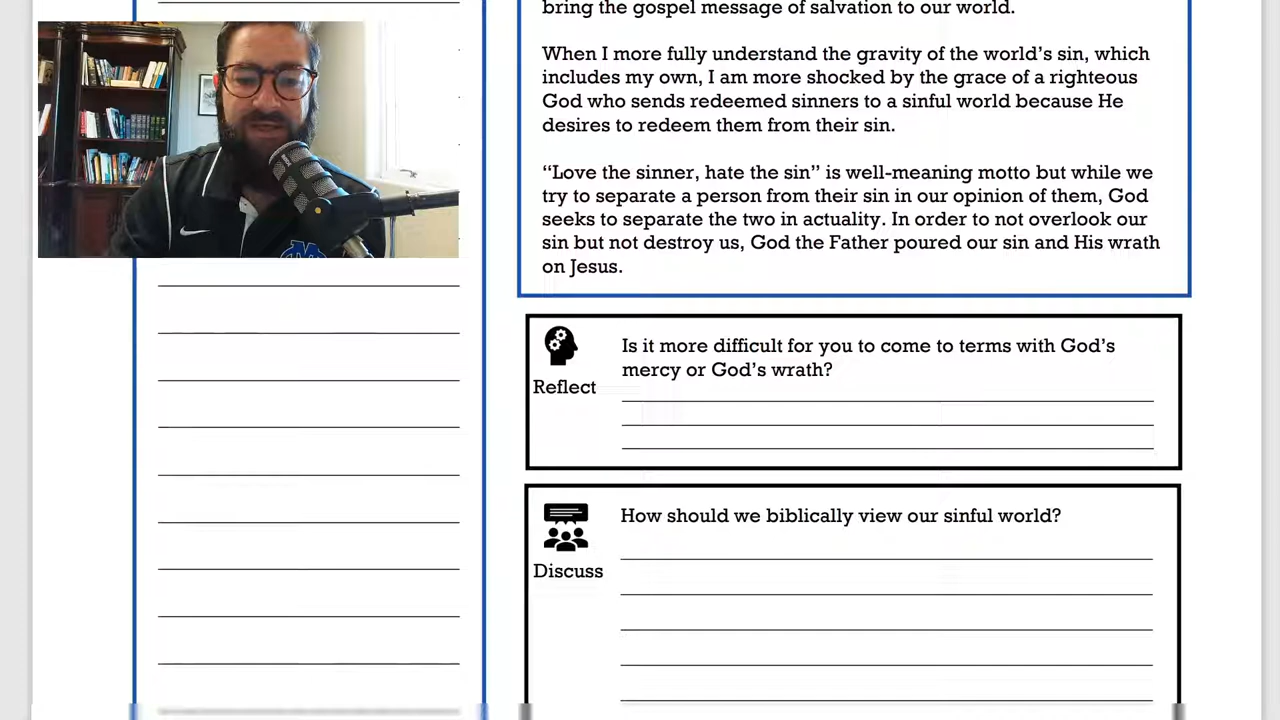 bring the gospel message of salvation to our world.
When I more fully understand the gravity of the world's sin, which
includes my own, I am more shocked by the grace of a righteous
God who sends redeemed sinners to a sinful world because He
desires to redeem them from their sin.
“Love the sinner, hate the sin” is well-meaning motto but while we
try to separate a person from their sin in our opinion of them, God
seeks to separate the two in actuality. In order to not overlook our
sin but not destroy us, God the Father poured our sin and His wrath
on Jesus.
Is it more difficult for you to come to terms with God's
mercy or God's wrath?
Reflect
How should we biblically view our sinful world?
Discuss